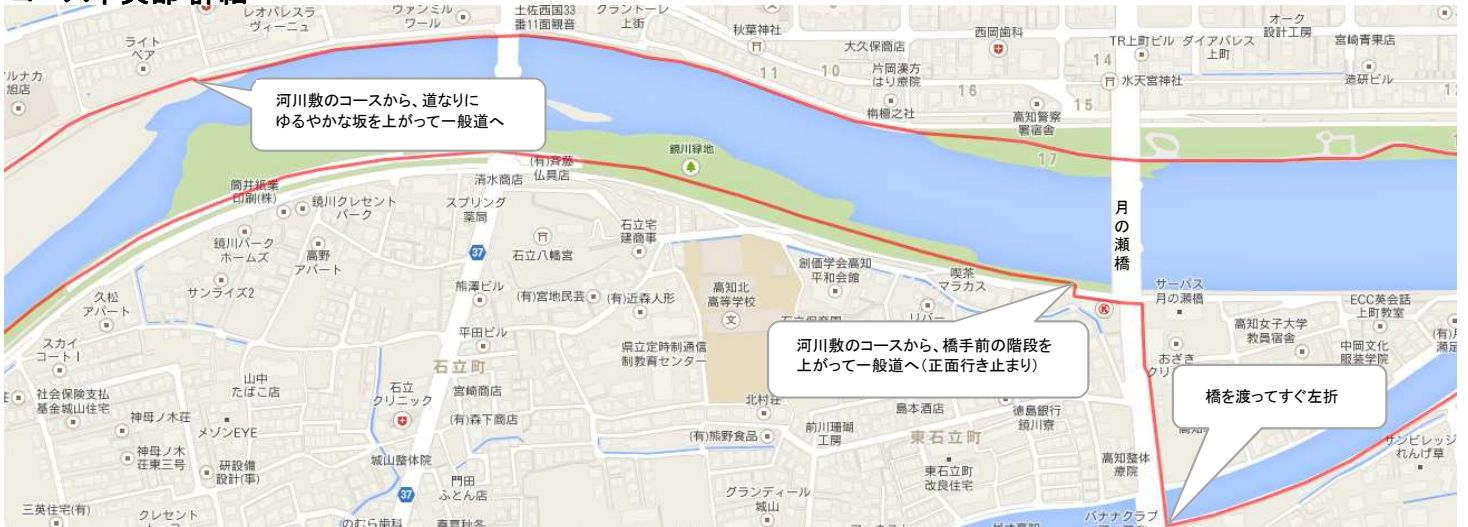 レオパレスラ
ヴィーニュ
ヴァンミル
ワール
土佐西国33
番11面観音
グランドーレ
上街
秋葉神社
西岡歯科
オーク
設計工房
ライト
ベア
大久保商店
TR上町ビル
ダイアパレス
上町
宮崎青果店
旭店
片岡漢方
はり療院
11
10
16
14
15
水天宮神社
造研ビル
栴檀之社
高知警察
署宿舎
17
河川敷のコースから、道なりに
ゆるやかな坂を上がって一般道へ
鏡川緑地
(有)斉藤
仏具店
清水商店
筒井紙業
印刷(株)
鏡川クレセント
パーク
スプリング
薬局
石立宅
建商事
月の瀬橋
鏡川パーク
ホームズ
高野
アパート
37
石立八幡宮
創価学会高知
平和会館
喫茶
マラカス
サーパス
月の瀬橋
サンライズ2
熊澤ビル
(有)宮地民芸
(有)近森人形
高知北
高等学校
文
ECC英会話
上町教室
久松
アパート
平田ビル
高知女子大学
教員宿舎
県立定時制通信
制教育センター
河川敷のコースから、橋手前の階段を
上がって一般道へ(正面行き止まり)
スカイ
コートⅠ
中岡文化
服装学院
おざき
石立町
山中
たばこ店
石立
クリニック
宮崎商店
橋を渡ってすぐ左折
社会保険支払
基金城山住宅
神母ノ木荘
(有)森下商店
北村荘
島本酒店
徳島銀行
鏡川寮
メゾンEYE
(有)熊野食品
前川珊瑚
工房
東石立町
サンビレッジ
れんげ草
神母ノ木
荘東三号
研設備
設計(事)
城山整体院
東石立町
改良住宅
高知整体
療院
37
門田
ふとん店
グランディール
城山
三英住宅(有)
クレセント
のむら歯科
バナナクラブ